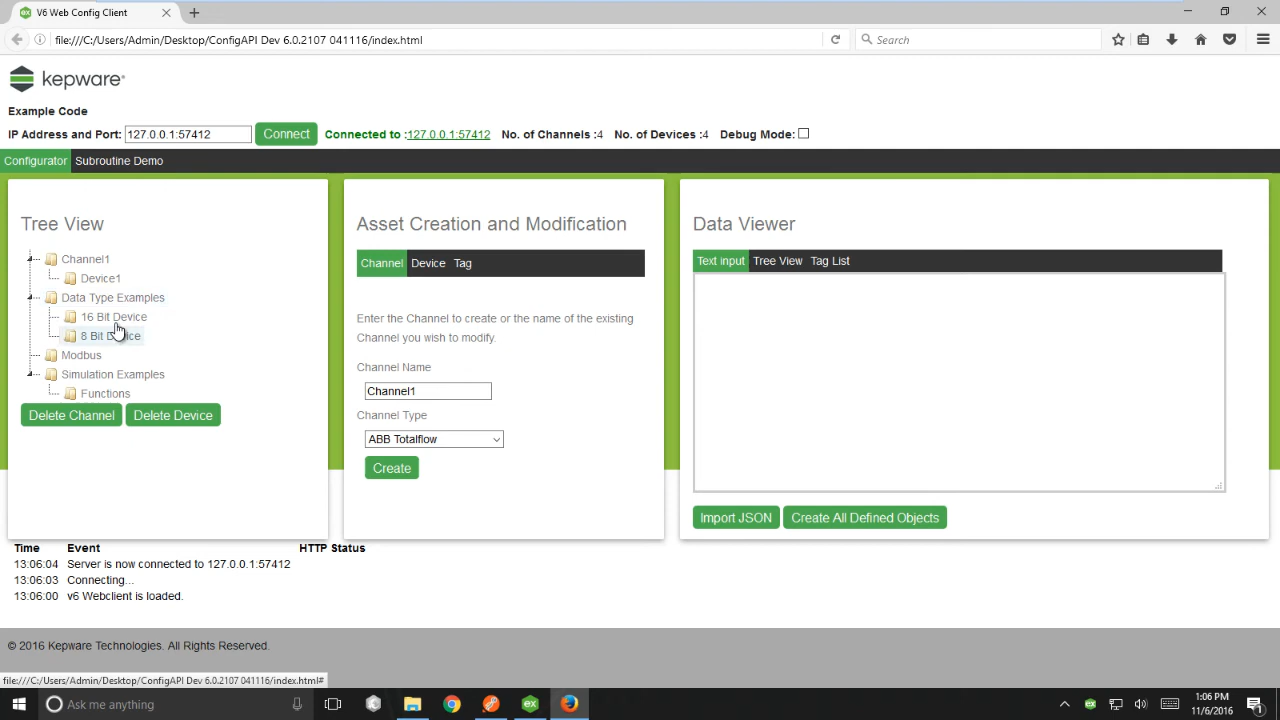 V6 Web Config Client
file:///C:/Users/Admin/Desktop/ConfigAPI Dev 6.0.2107 041116/index.html
Search
kepware
Example Code
IP Address and Port: 127.0.0.1:57412 Connect Connected to :127.0.0.1:57412 No. of Channels :4 No. of Devices :4 Debug Mode:
Configurator Subroutine Demo
Tree View
Channel1
Device1
Data Type Examples
16 Bit Device
8 Bit Device
Modbus
Simulation Examples
Functions
Delete Channel Delete Device
Asset Creation and Modification
Channel Device Tag
Enter the Channel to create or the name of the existing
Channel you wish to modify.
Channel Name
Channel1
Channel Type
ABB Totalflow
Create
Data Viewer
Text input Tree View Tag List
Import JSON Create All Defined Objects
Time Event HTTP Status
13:06:04 Server is now connected to 127.0.0.1:57412
13:06:03 Connecting...
13:06:00 v6 Webclient is loaded.
© 2016 Kepware Technologies. All Rights Reserved.
file:///C:/Users/Admin/Desktop/ConfigAPI Dev 6.0.2107 041116/index.html#
Ask me anything
1:06 PM
11/6/2016